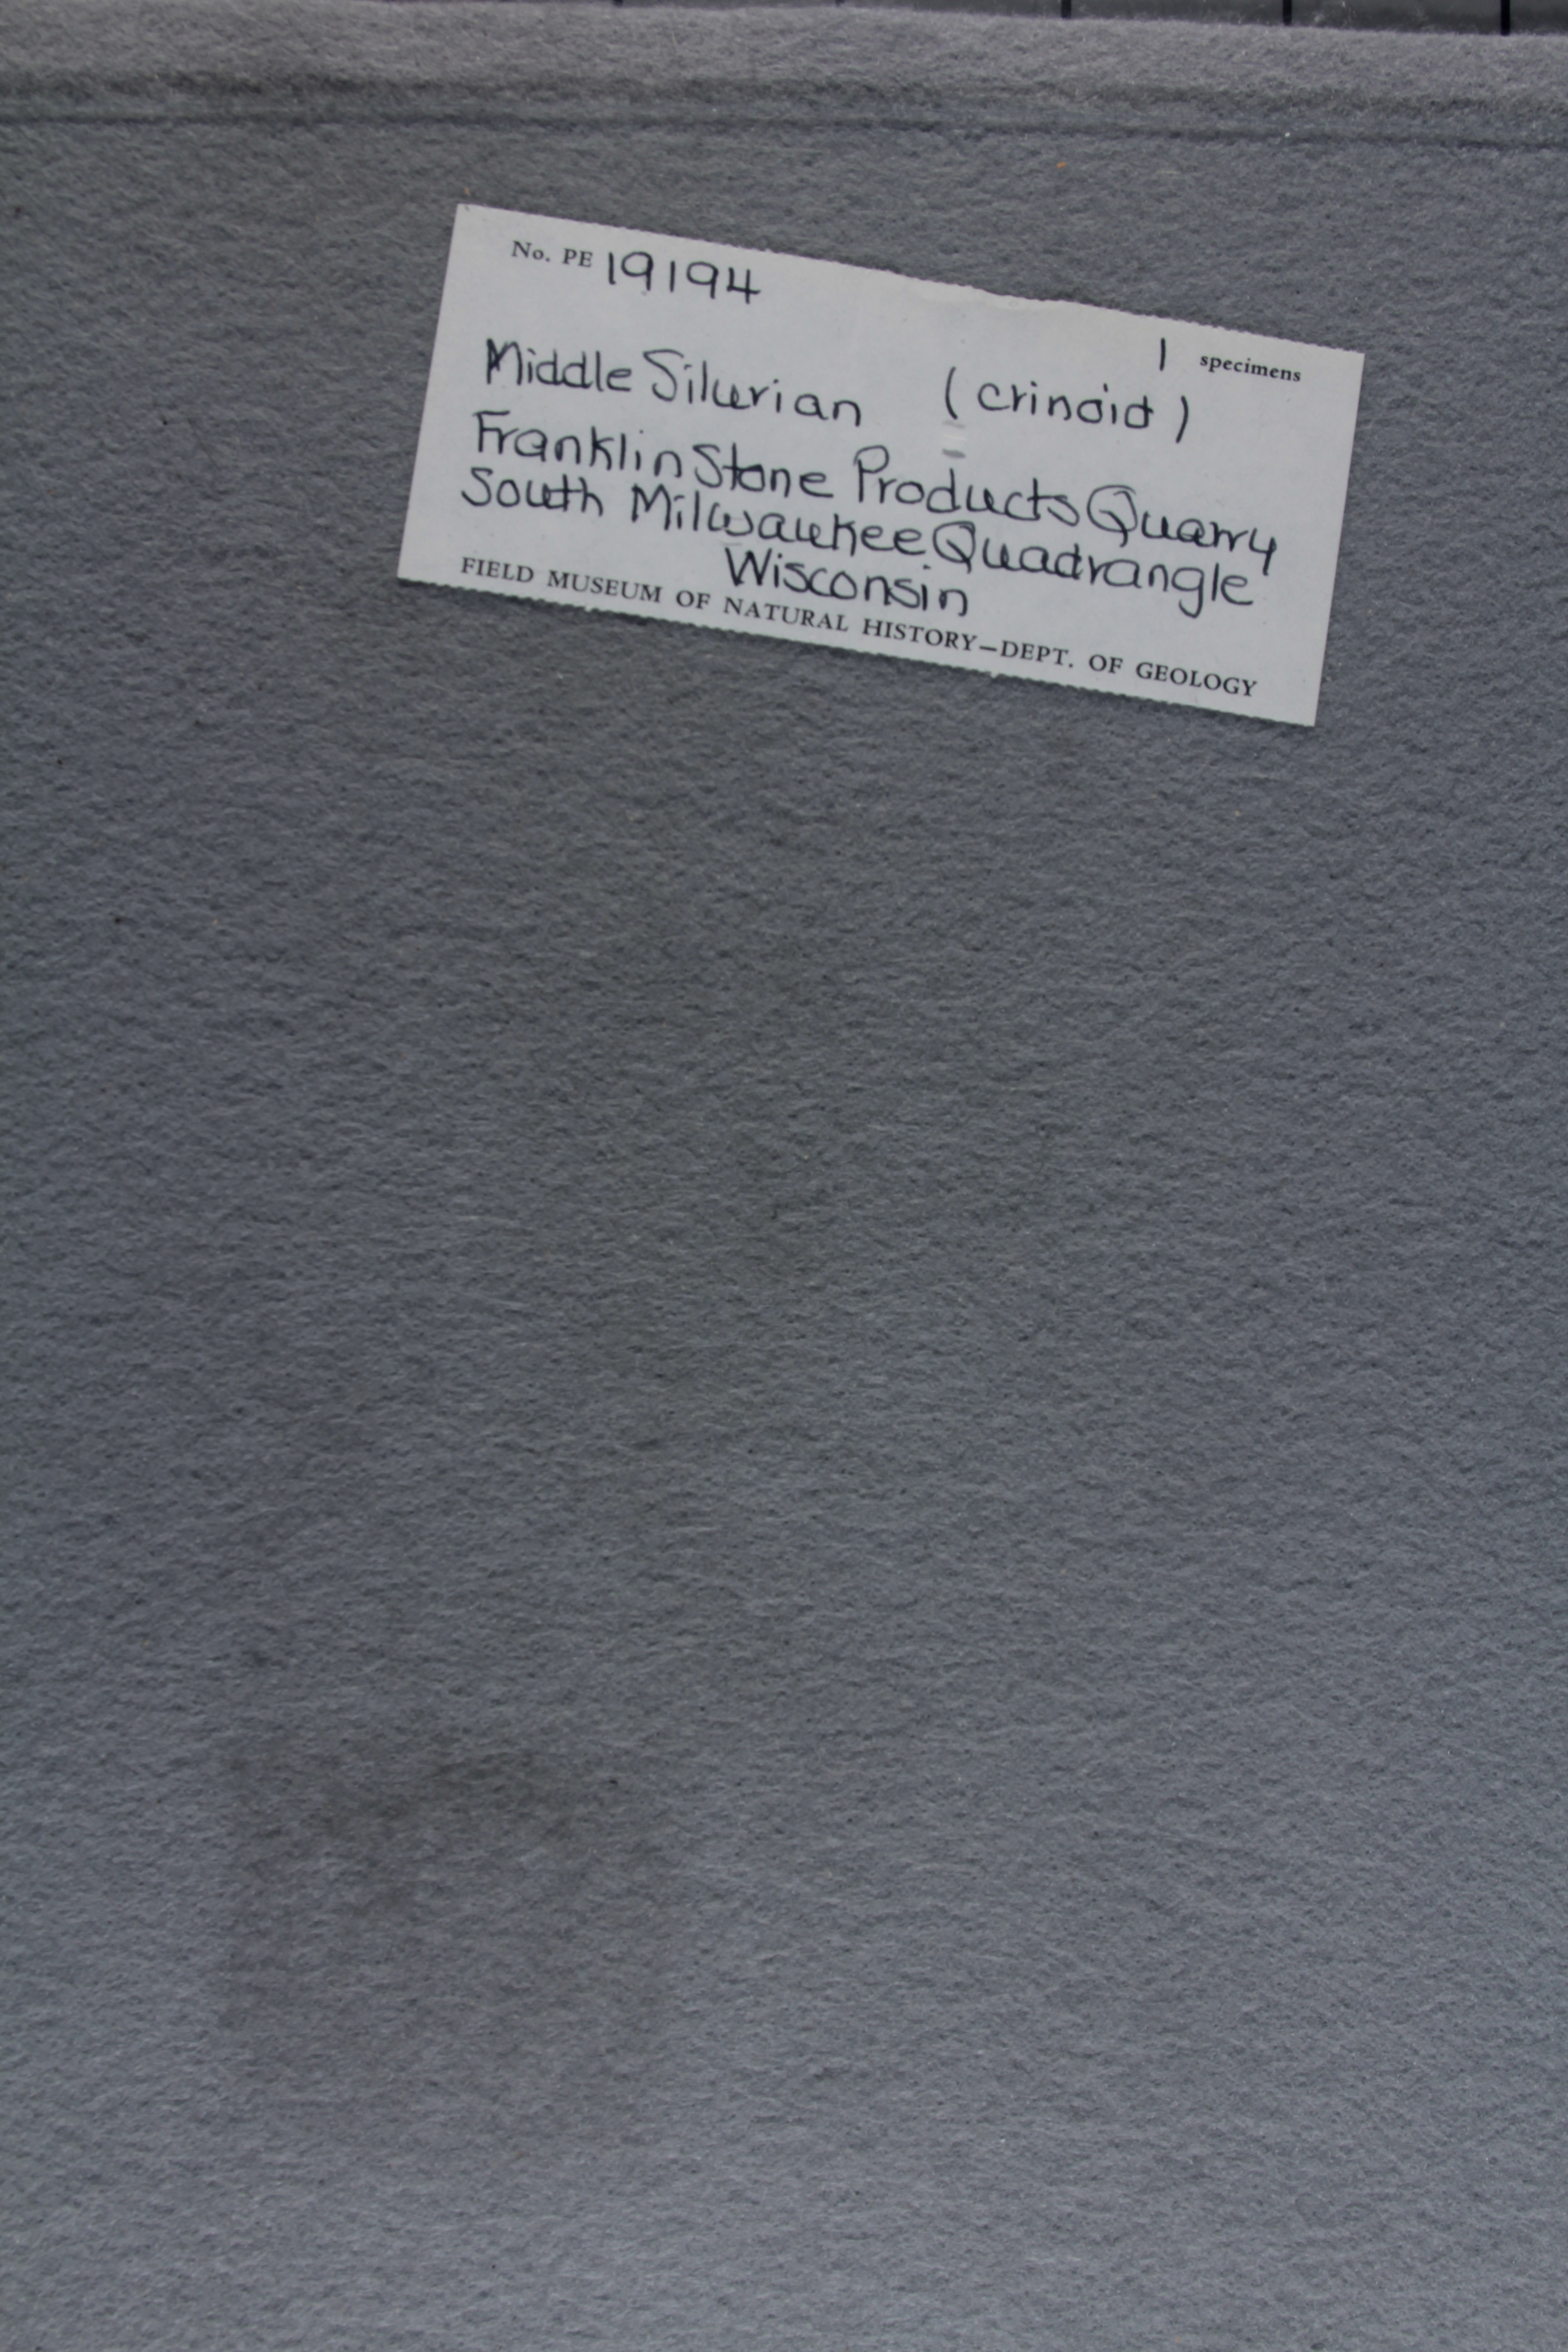 No. PE 19194
1 specimens
Middle Silurian (crinoid)
Franklin Stone Products Quarry
South Milwaukee Quadrangle
Wisconsin
FIELD MUSEUM OF NATURAL HISTORY—DEPT. OF GEOLOGY